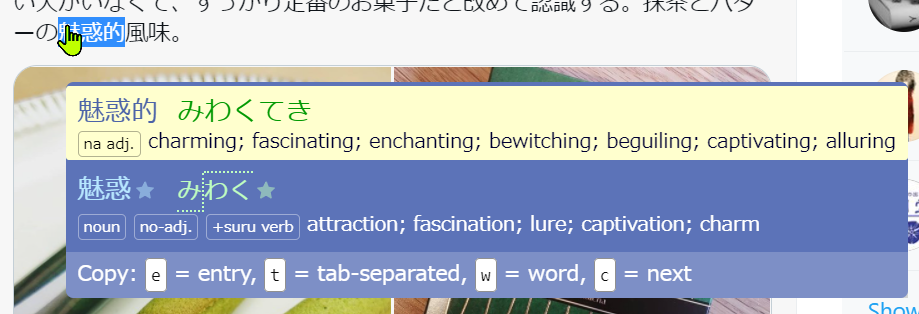 い人がいなくて、すっかり定番のお菓子だと改めて認識する。抹茶とバタ
ーの魅惑的風味。
魅惑的 みわくてき
na adj. charming; fascinating; enchanting; bewitching; beguiling; captivating; alluring
魅惑★ みわく★
noun no-adj. +suru verb attraction; fascination; lure; captivation; charm
Copy: e = entry, t = tab-separated, w = word, c = next
Show